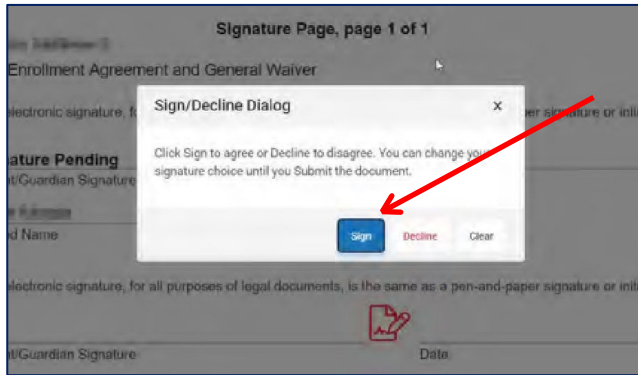 Signature Page, page 1 of 1
Enrollment Agreement and General Waiver
Sign/Decline Dialog x
electronic signature, f per signature or initi
Click Sign to agree or Decline to disagree. You can change your
signature choice until you Submit the document.
ature Pending
nt/Guardian Signature
d Name
Sign Decline Clear
electronic signature, for all purposes of legal documents, is the same as a pen-and-paper signature or initi
nt/Guardian Signature Date